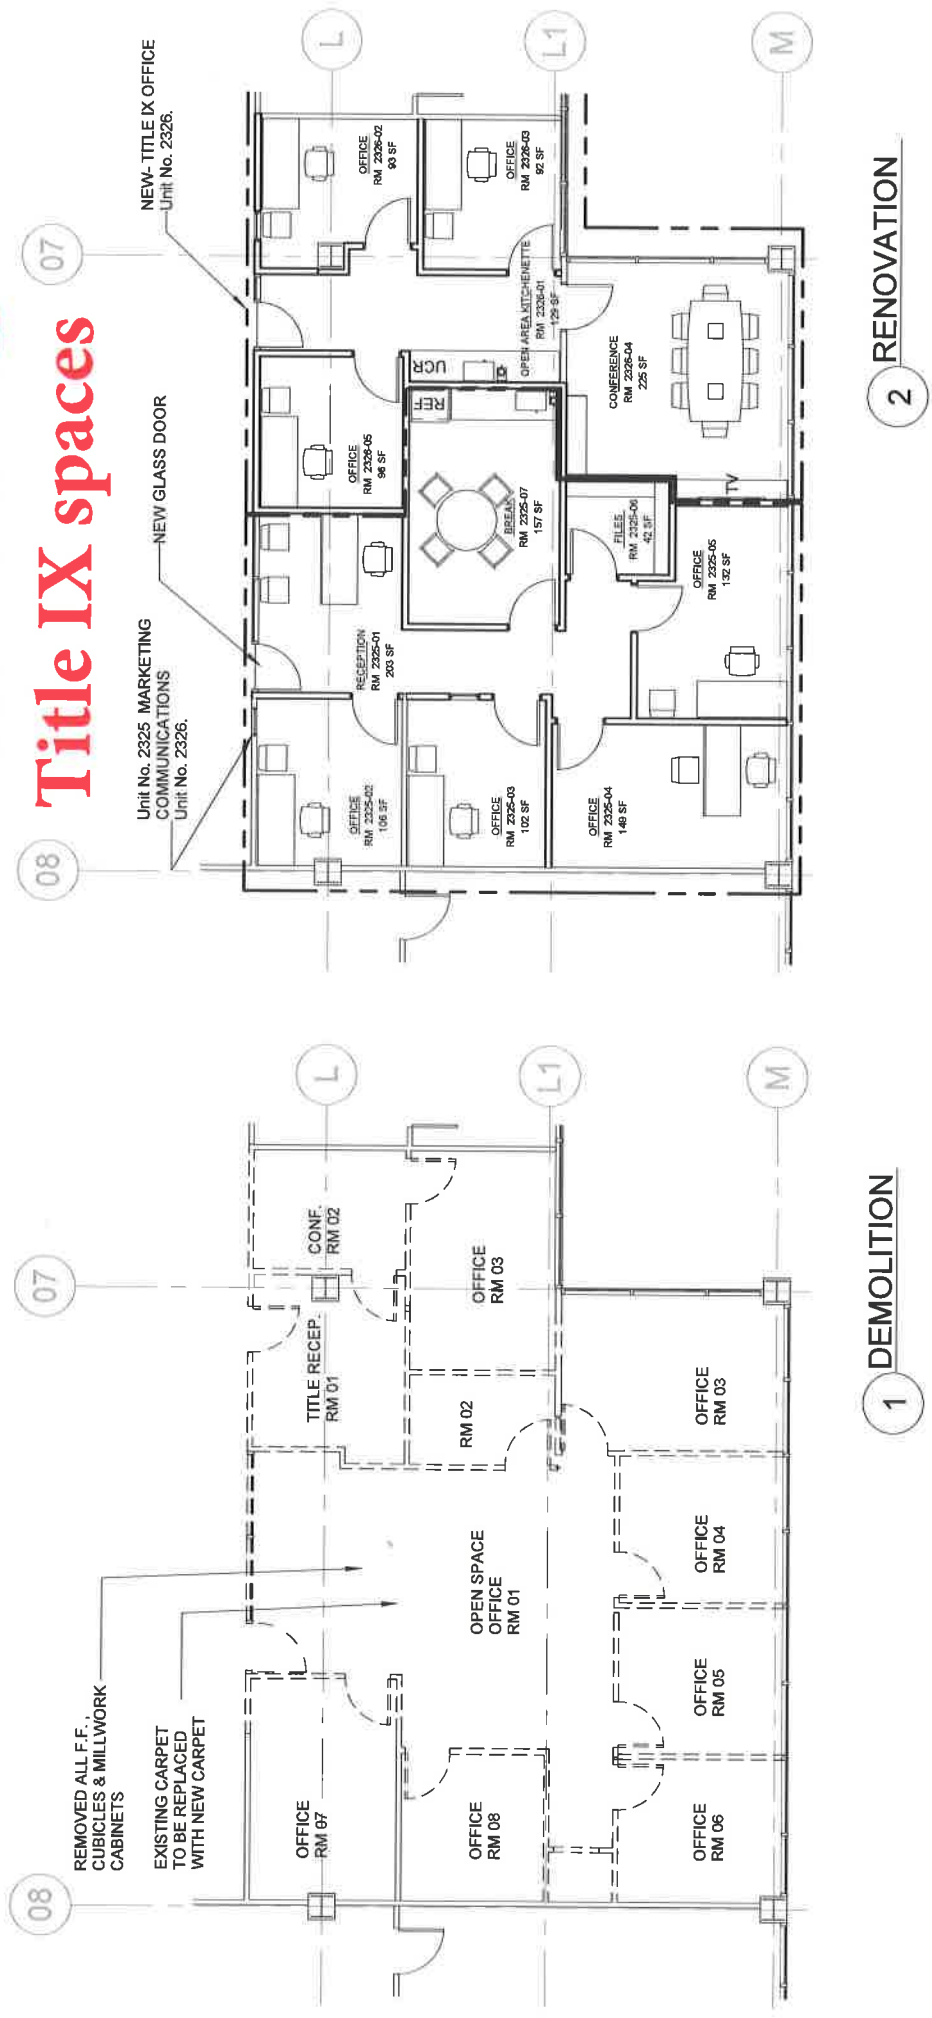 Title IX spaces
08
07
L
L1
M
Unit No. 2325 MARKETING
COMMUNICATIONS
Unit No. 2326.
NEW GLASS DOOR
NEW- TITLE IX OFFICE
Unit No. 2326.
OFFICE
RM 2325-02
106 SF
RECEPTION
RM 2325-01
203 SF
OFFICE
RM 2326-05
96 SF
OFFICE
RM 2326-02
93 SF
OFFICE
RM 2325-03
102 SF
BREAK
RM 2325-07
157 SF
REF
UCR
OPEN AREA KITCHENETTE
RM 2326-01
129 SF
OFFICE
RM 2326-03
92 SF
OFFICE
RM 2325-04
149 SF
FILES
RM 2325-06
42 SF
OFFICE
RM 2325-05
132 SF
CONFERENCE
RM 2326-04
225 SF
TV
2
RENOVATION
08
07
L
L1
M
REMOVED ALL F.F.,
CUBICLES & MILLWORK
CABINETS
EXISTING CARPET
TO BE REPLACED
WITH NEW CARPET
OFFICE
RM 07
TITLE RECEP.
RM 01
CONF.
RM 02
OFFICE
RM 08
OPEN SPACE
OFFICE
RM 01
RM 02
OFFICE
RM 03
OFFICE
RM 06
OFFICE
RM 05
OFFICE
RM 04
OFFICE
RM 03
1
DEMOLITION